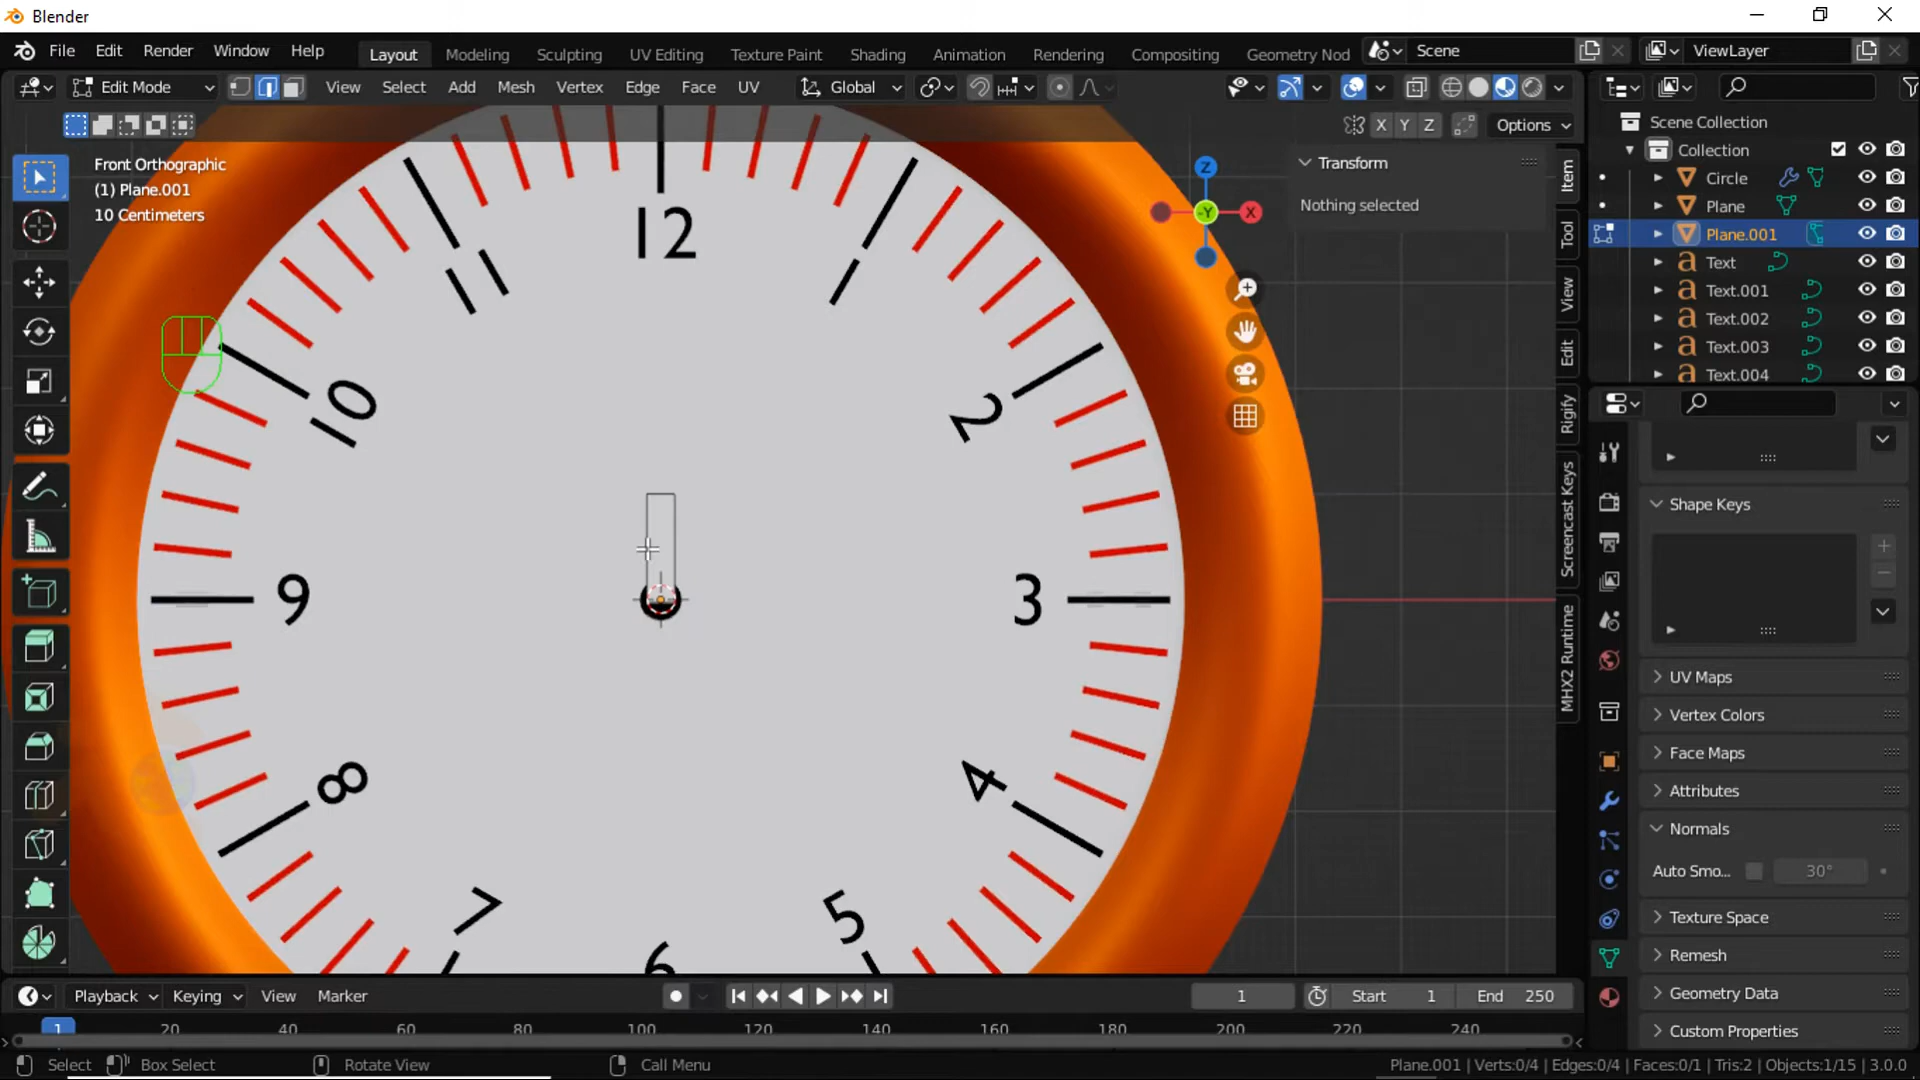 Blender
File Edit Render Window Help Layout Modeling Sculpting UV Editing Texture Paint Shading Animation Rendering Compositing Geometry Nod Scene ViewLayer
Edit Mode View Select Add Mesh Vertex Edge Face UV Global
X Y Z Options
Front Orthographic
(1) Plane.001
10 Centimeters
Transform
Nothing selected
Item
Tool
View
Edit
Rigify
Screencast Keys
MHX2 Runtime
Z
-Y
X
12
11
1
10
2
9
3
8
4
7
5
6
Scene Collection
Collection
Circle
Plane
Plane.001
Text
Text.001
Text.002
Text.003
Text.004
Shape Keys
UV Maps
Vertex Colors
Face Maps
Attributes
Normals
Auto Smo... 30°
Texture Space
Remesh
Geometry Data
Custom Properties
Playback Keying View Marker 1 Start 1 End 250
1 20 40 60 80 100 120 140 160 180 200 220 240
Select Box Select Rotate View Call Menu Plane.001 | Verts:0/4 | Edges:0/4 | Faces:0/1 | Tris:2 | Objects:1/15 | 3.0.0